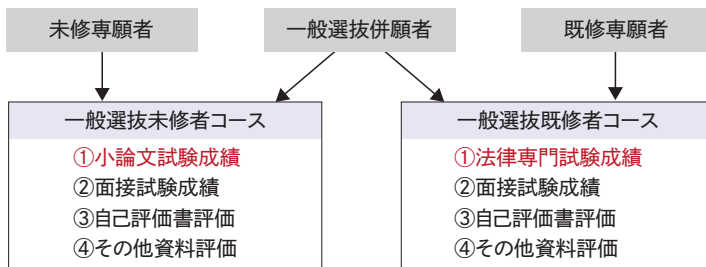 未修専願者
一般選抜併願者
既修専願者
一般選抜未修者コース
①小論文試験成績
②面接試験成績
③自己評価書評価
④その他資料評価
一般選抜既修者コース
①法律専門試験成績
②面接試験成績
③自己評価書評価
④その他資料評価